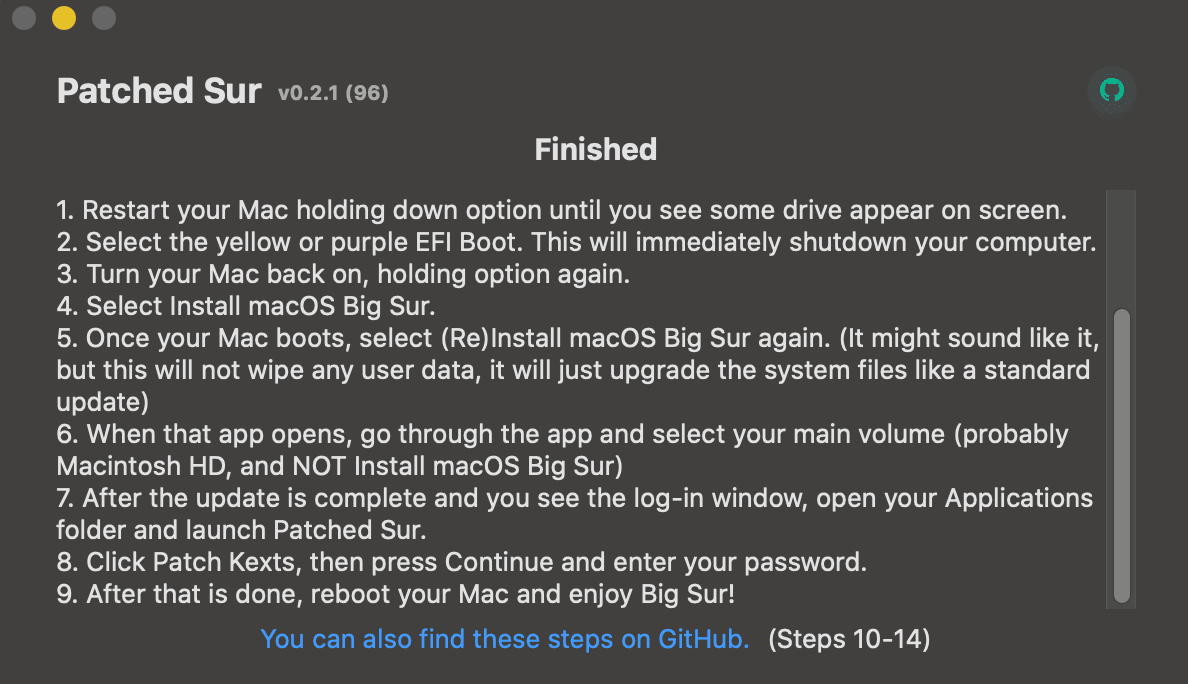 Patched Sur v0.2.1 (96)
Finished
1. Restart your Mac holding down option until you see some drive appear on screen.
2. Select the yellow or purple EFI Boot. This will immediately shutdown your computer.
3. Turn your Mac back on, holding option again.
4. Select Install macOS Big Sur.
5. Once your Mac boots, select (Re)Install macOS Big Sur again. (It might sound like it,
but this will not wipe any user data, it will just upgrade the system files like a standard
update)
6. When that app opens, go through the app and select your main volume (probably
Macintosh HD, and NOT Install macOS Big Sur)
7. After the update is complete and you see the log-in window, open your Applications
folder and launch Patched Sur.
8. Click Patch Kexts, then press Continue and enter your password.
9. After that is done, reboot your Mac and enjoy Big Sur!
You can also find these steps on GitHub. (Steps 10-14)